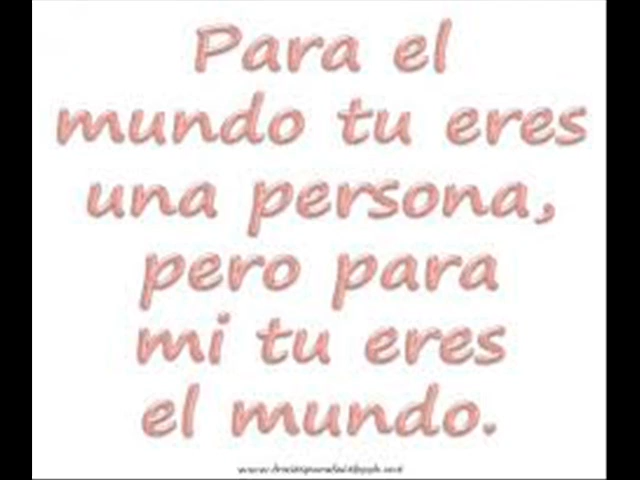 Para el
mundo tu eres
una persona,
pero para
mi tu eres
el mundo.